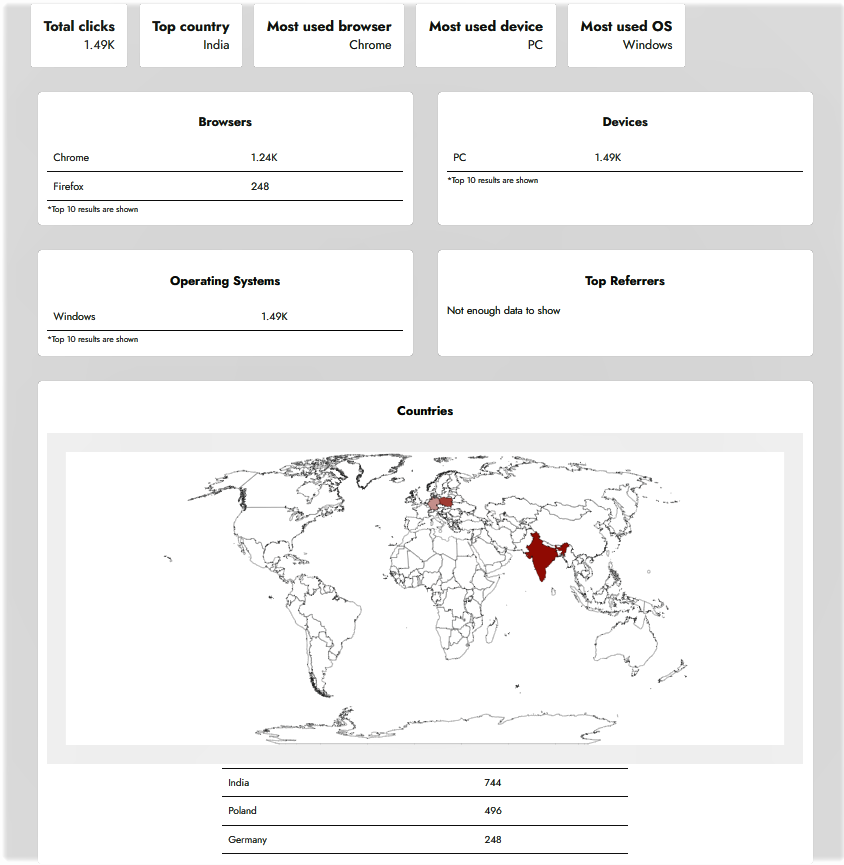 Total clicks
1.49K
Top country
India
Most used browser
Chrome
Most used device
PC
Most used OS
Windows
Browsers
Chrome 1.24K
Firefox 248
*Top 10 results are shown
Devices
PC 1.49K
*Top 10 results are shown
Operating Systems
Windows 1.49K
*Top 10 results are shown
Top Referrers
Not enough data to show
Countries
India 744
Poland 496
Germany 248